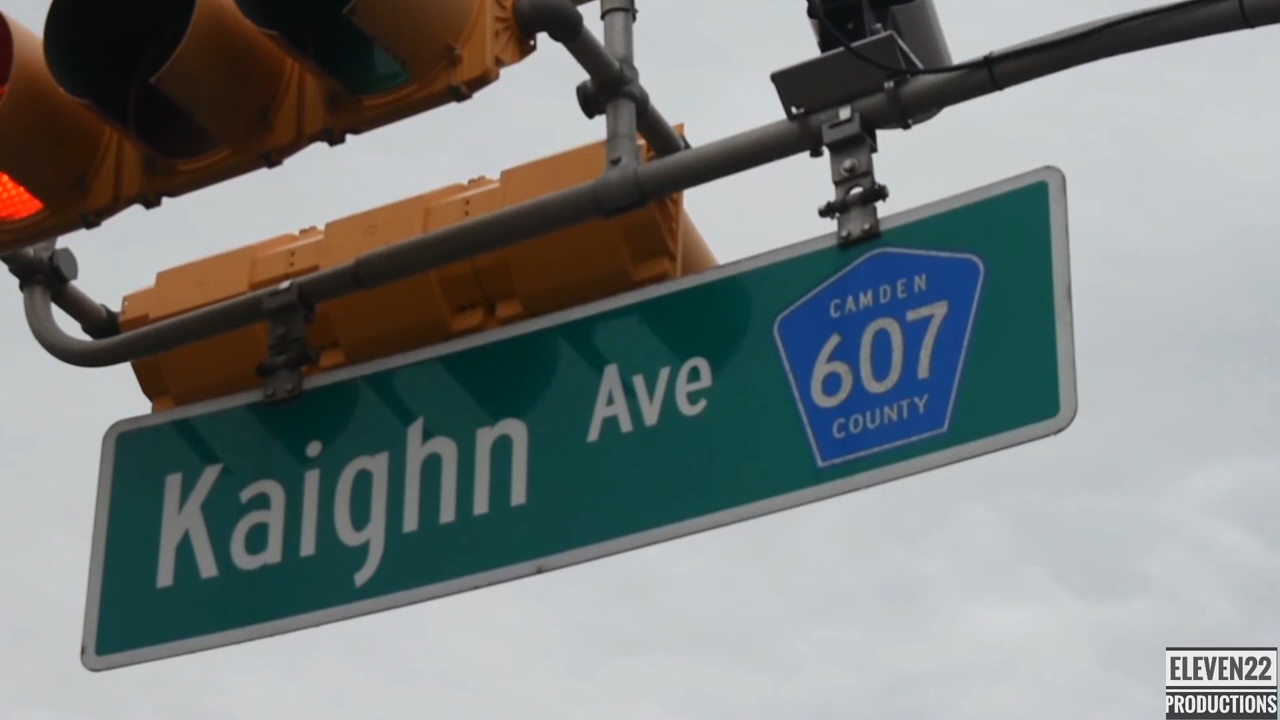 Kaighn Ave
CAMDEN
607
COUNTY
ELEVEN22
PRODUCTIONS